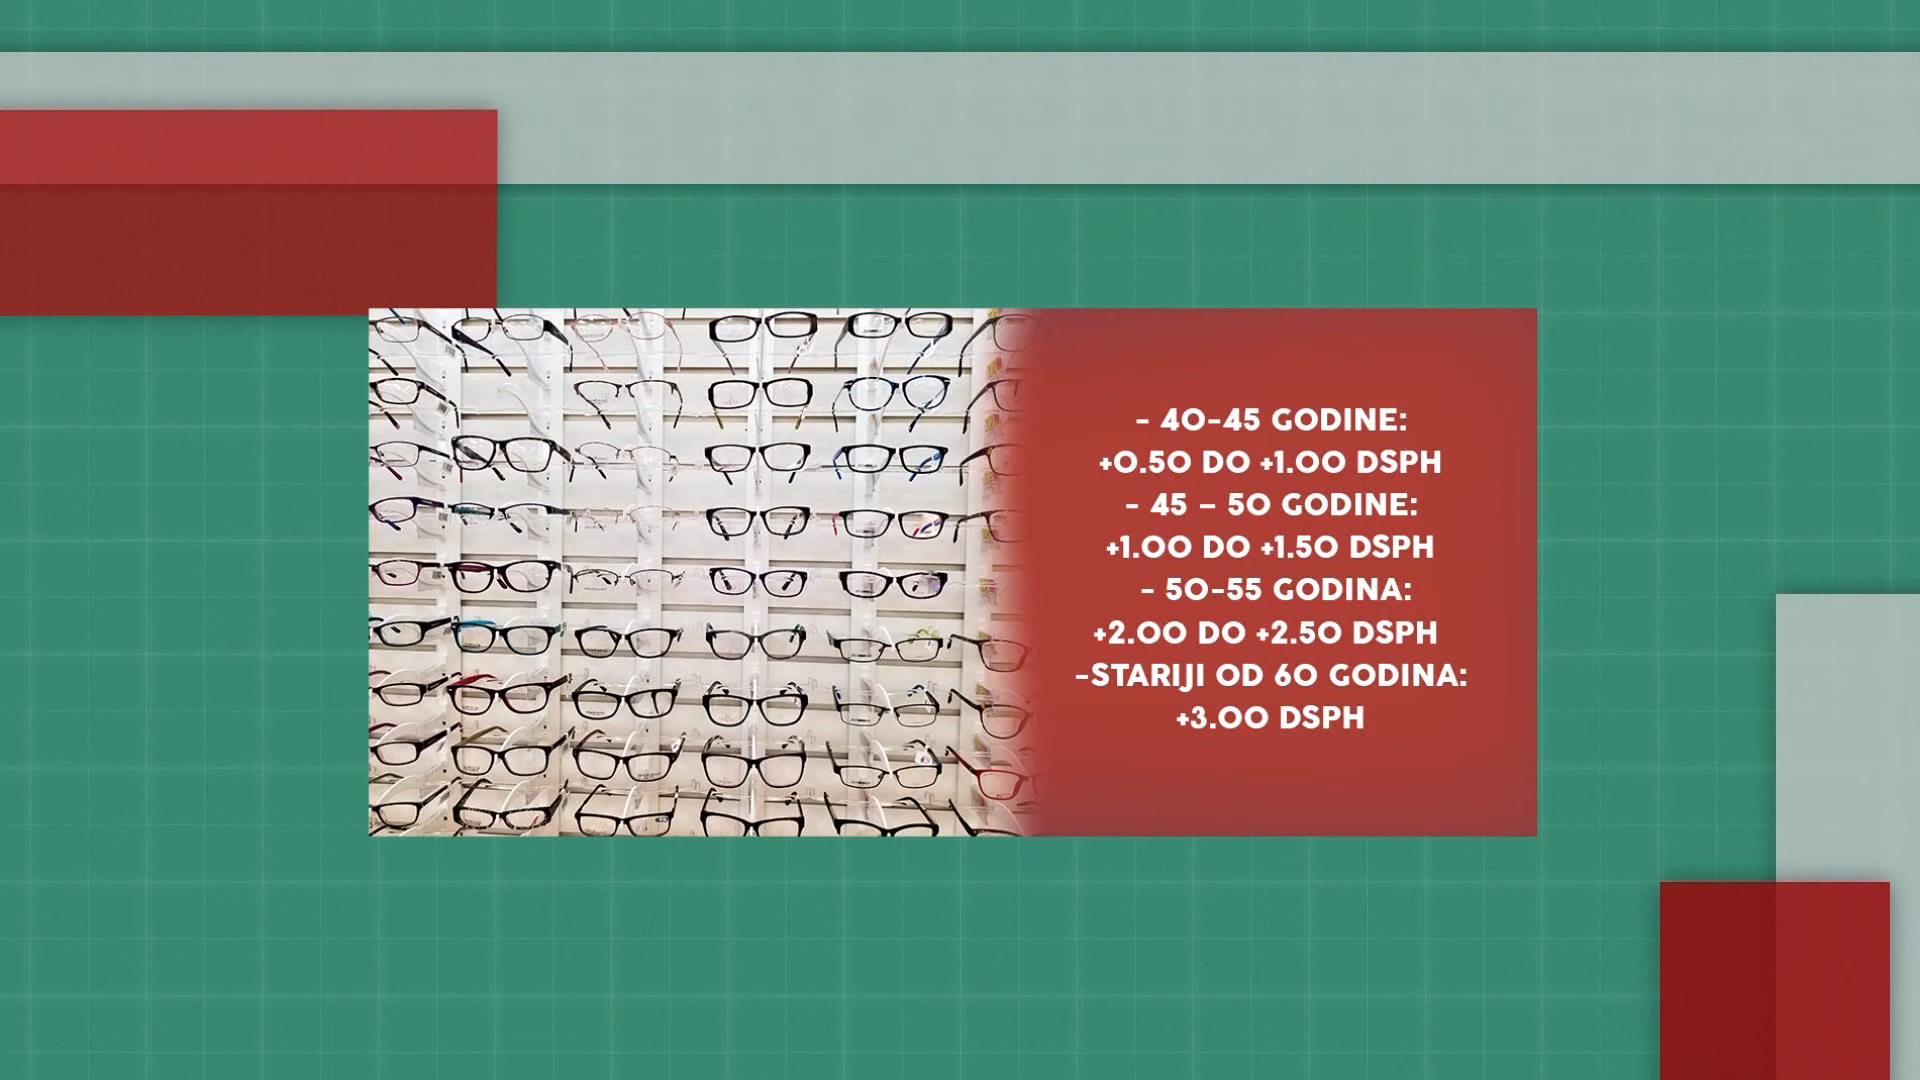 - 40-45 GODINE:
+0.50 DO +1.00 DSPH
- 45 – 50 GODINE:
+1.00 DO +1.50 DSPH
- 50-55 GODINA:
+2.00 DO +2.50 DSPH
-STARIJI OD 60 GODINA:
+3.00 DSPH